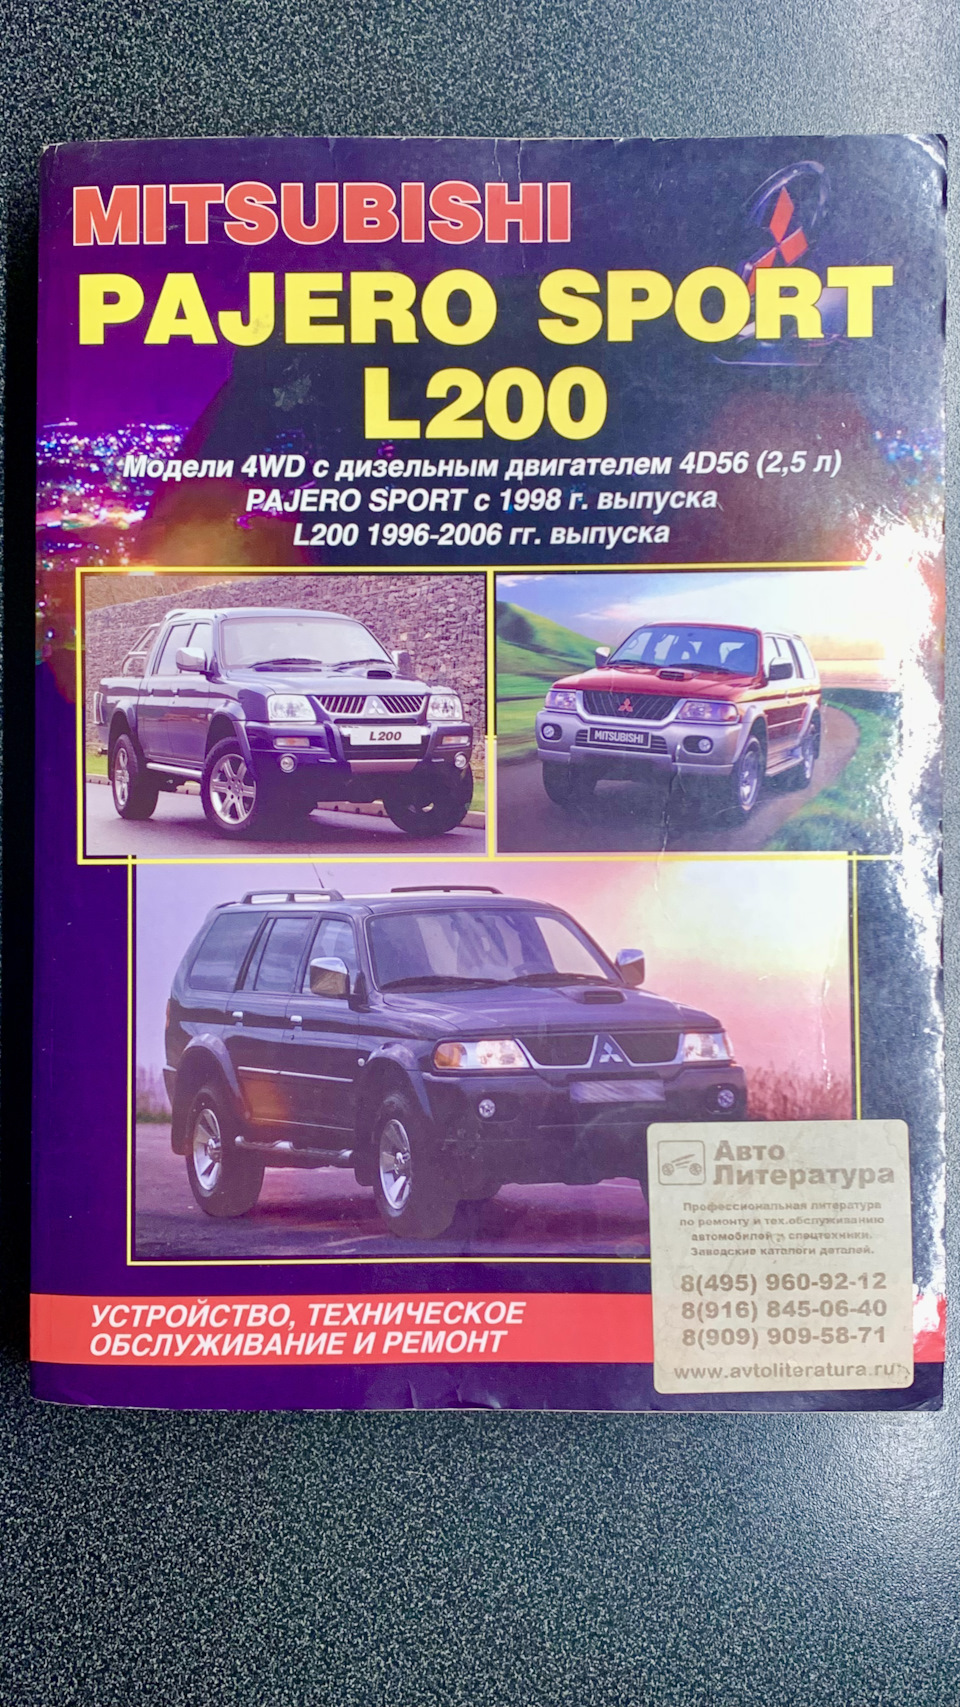 MITSUBISHI
PAJERO SPORT
L200
Модели 4WD с дизельным двигателем 4D56 (2,5 л)
PAJERO SPORT с 1998 г. выпуска
L200 1996-2006 гг. выпуска
L200
MITSUBISHI
Авто
Литература
Профессиональная литература
по ремонту и тех.обслуживанию
автомобилей и спецтехники.
Заводские каталоги деталей.
8(495) 960-92-12
8(916) 845-06-40
8(909) 909-58-71
www.avtoliteratura.ru
УСТРОЙСТВО, ТЕХНИЧЕСКОЕ
ОБСЛУЖИВАНИЕ И РЕМОНТ